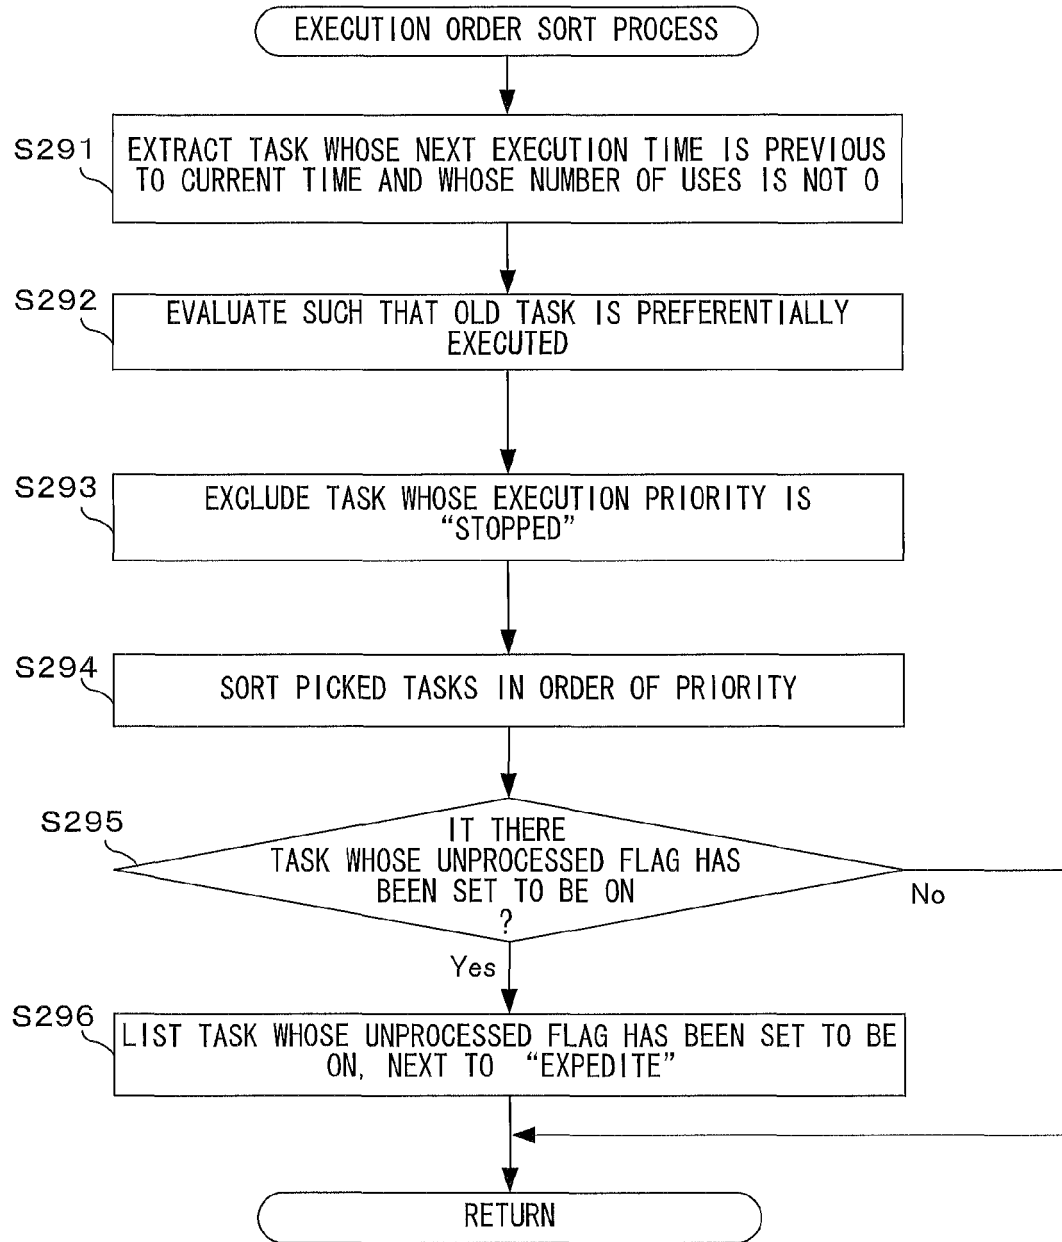 EXECUTION ORDER SORT PROCESS
S291
EXTRACT TASK WHOSE NEXT EXECUTION TIME IS PREVIOUS
TO CURRENT TIME AND WHOSE NUMBER OF USES IS NOT 0
S292
EVALUATE SUCH THAT OLD TASK IS PREFERENTIALLY
EXECUTED
S293
EXCLUDE TASK WHOSE EXECUTION PRIORITY IS
“STOPPED”
S294
SORT PICKED TASKS IN ORDER OF PRIORITY
S295
IT THERE
TASK WHOSE UNPROCESSED FLAG HAS
BEEN SET TO BE ON
?
No
Yes
S296
LIST TASK WHOSE UNPROCESSED FLAG HAS BEEN SET TO BE
ON, NEXT TO “EXPEDITE”
RETURN